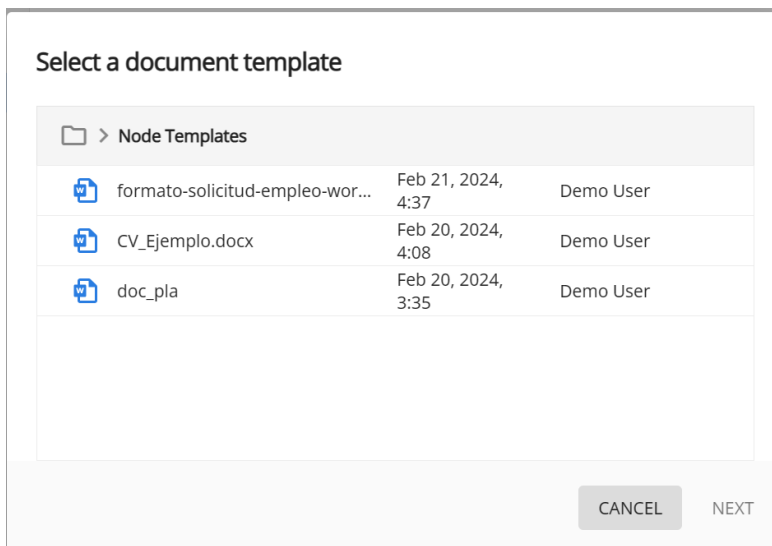 Select a document template
Node Templates
formato-solicitud-empleo-wor... Feb 21, 2024, 4:37 Demo User
CV_Ejemplo.docx Feb 20, 2024, 4:08 Demo User
doc_pla Feb 20, 2024, 3:35 Demo User
CANCEL NEXT